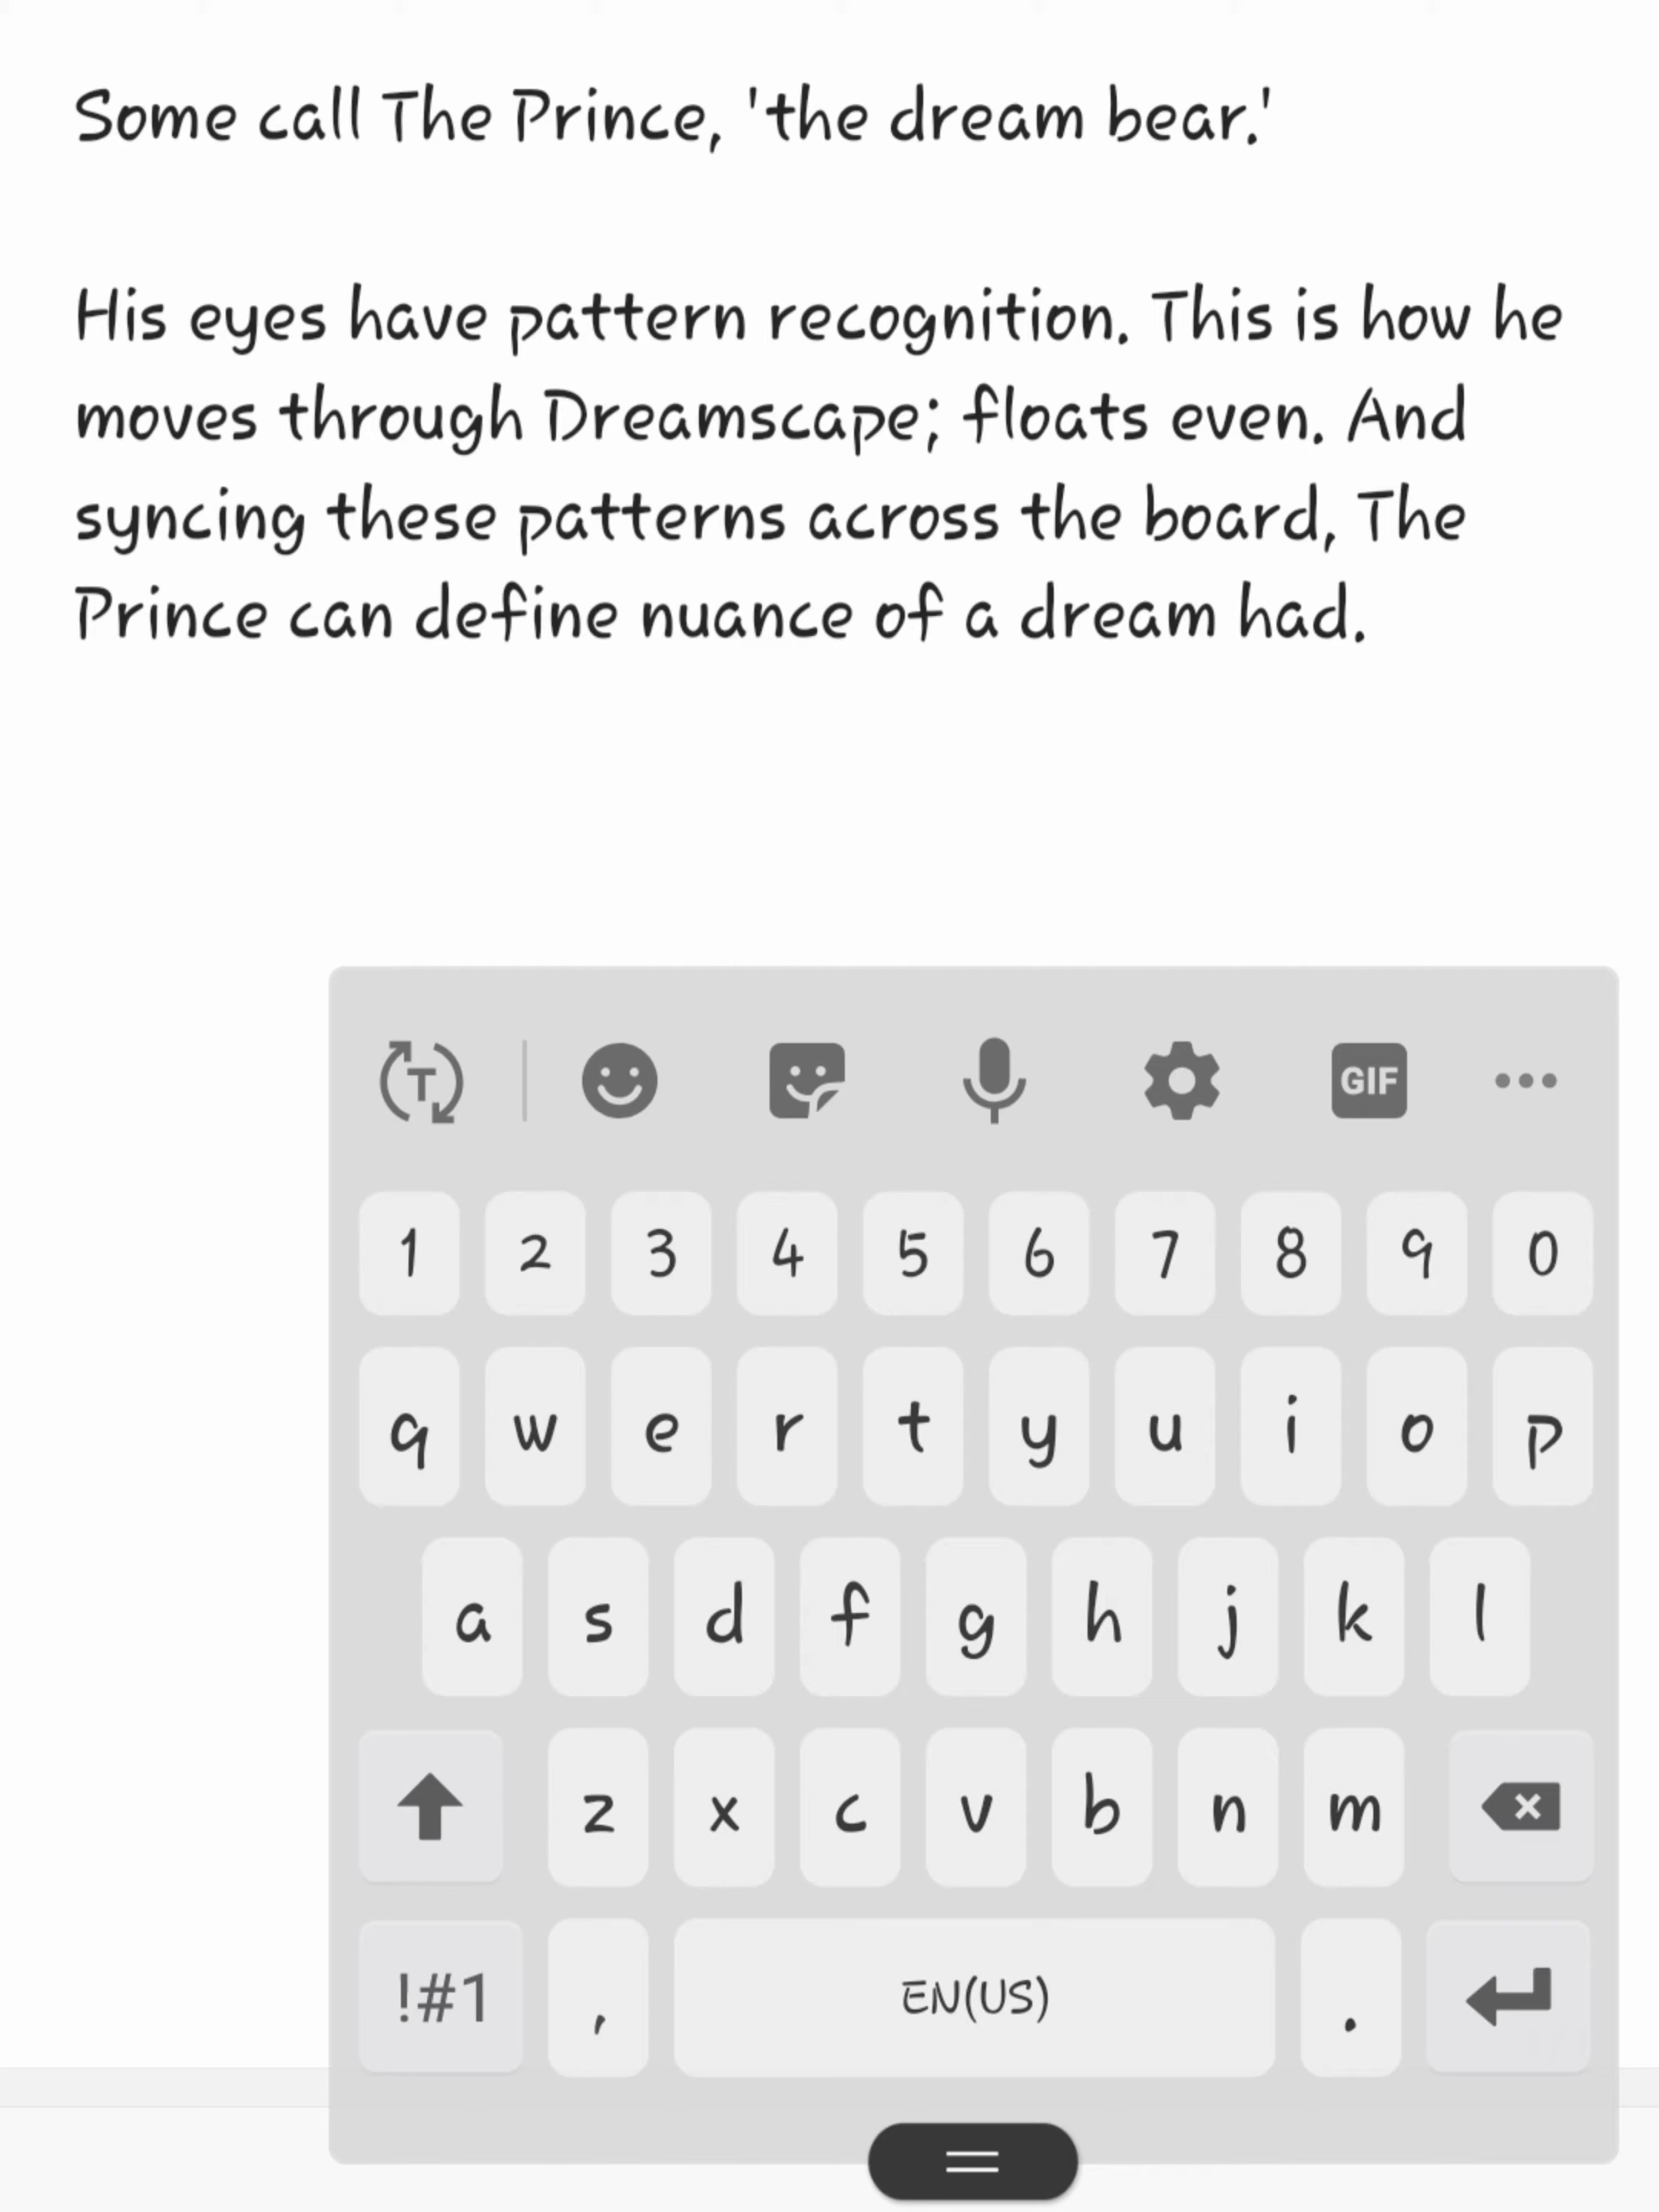 Some call The Prince, 'the dream bear.'
His eyes have pattern recognition. This is how he
moves through Dreamscape; floats even. And
syncing these patterns across the board, The
Prince can define nuance of a dream had.
T
GIF
1 2 3 4 5 6 7 8 9 0
q w e r t y u i o p
a s d f g h j k l
z x c v b n m
!#1 , EN(US) .